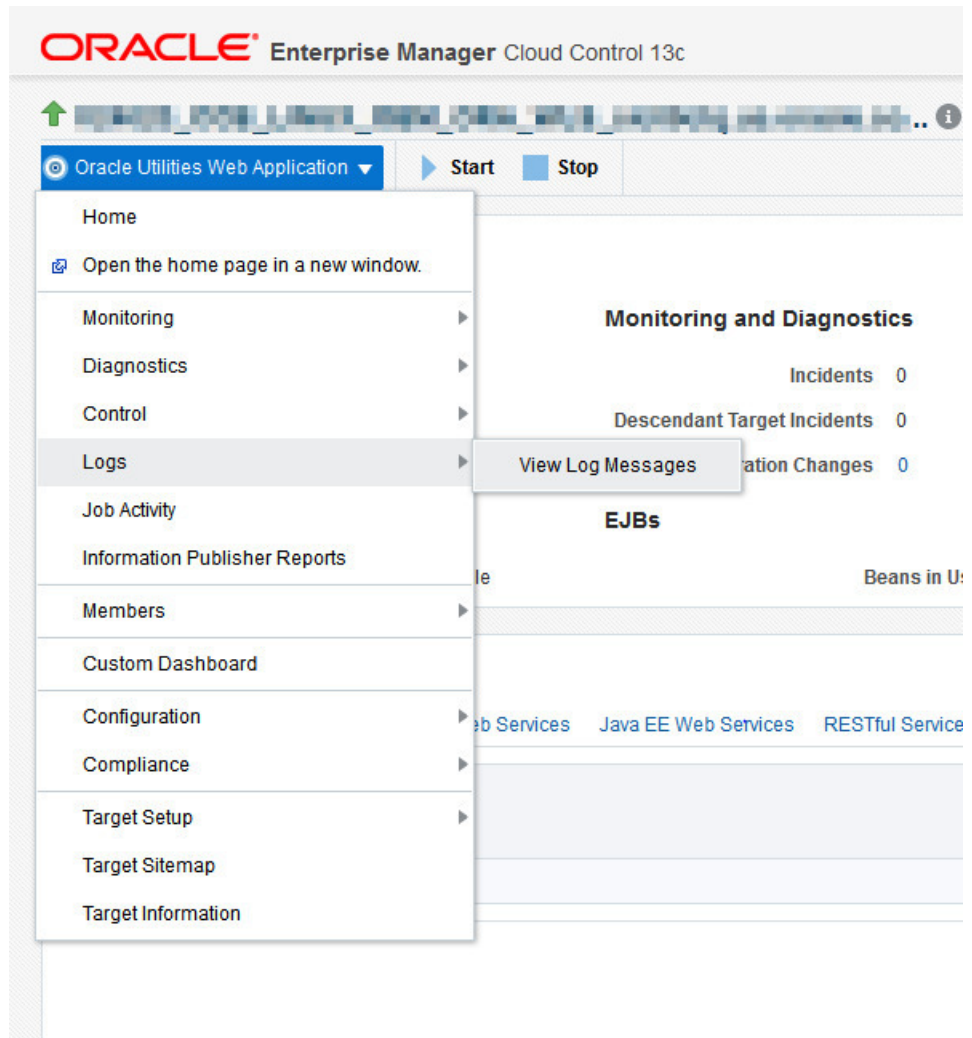 ORACLE Enterprise Manager Cloud Control 13c
..
Oracle Utilities Web Application Start Stop
Home
Open the home page in a new window.
Monitoring
Diagnostics
Control
Logs
View Log Messages
Job Activity
Information Publisher Reports
Members
Custom Dashboard
Configuration
Compliance
Target Setup
Target Sitemap
Target Information
Monitoring and Diagnostics
Incidents 0
Descendant Target Incidents 0
ation Changes 0
EJBs
le
Beans in Us
eb Services Java EE Web Services RESTful Service